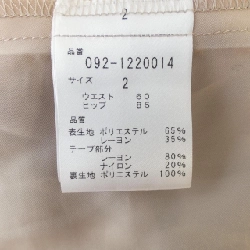 2
品番
092-1220014
サイズ
2
ウエスト 60
ヒップ 85
品質
表生地 ポリエステル 65%
レーヨン 35%
テープ部分
レーヨン 80%
ナイロン 20%
裏生地 ポリエステル 100%